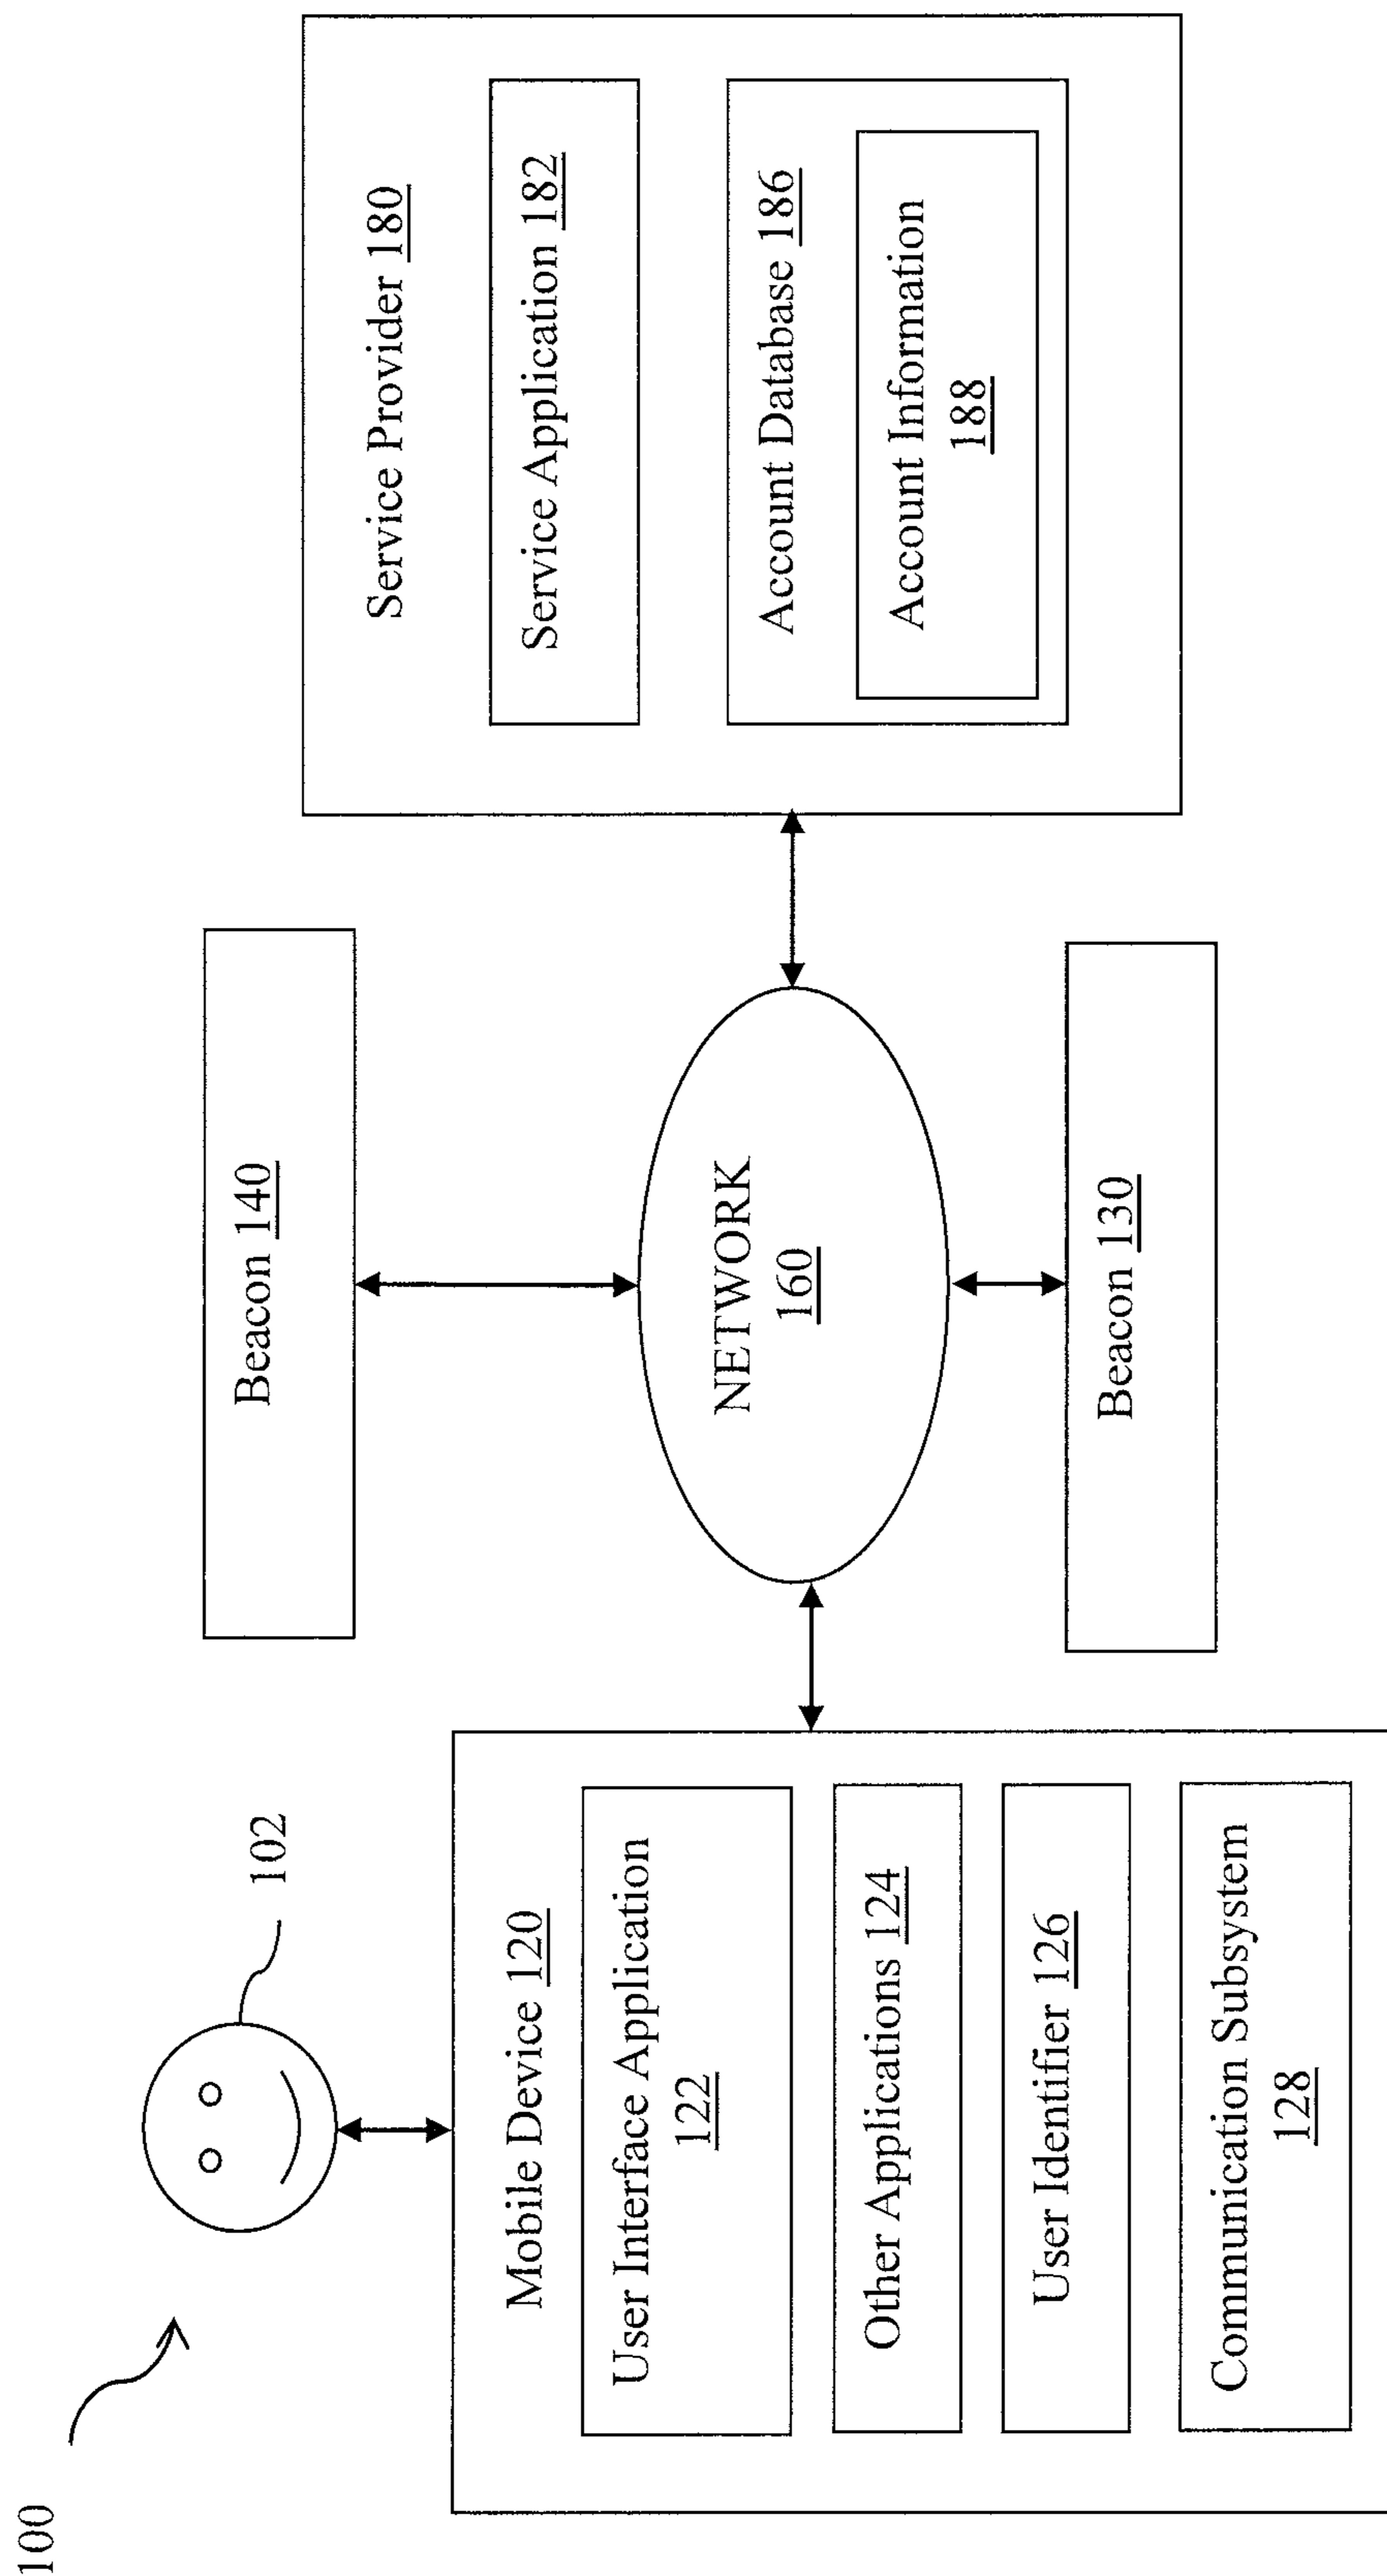 100
102
Mobile Device 120
User Interface Application
122
Other Applications 124
User Identifier 126
Communication Subsystem
128
Beacon 140
NETWORK
160
Beacon 130
Service Provider 180
Service Application 182
Account Database 186
Account Information
188